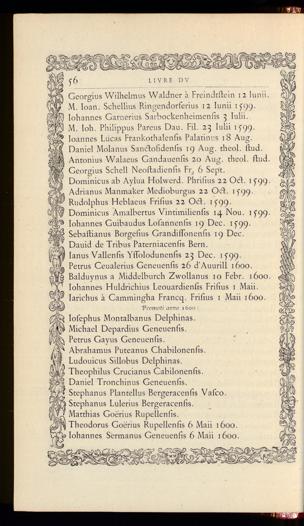 56 LIVRE DV
Georgius Wilhelmus Waldner à Freindtſtein 12 Iunii.
M. Ioan. Schellius Ringendorferius 12 Iunii 1599.
Iohannes Garnerius Sarbockenheimenſis 3 Iulii.
M. Ioh. Philippus Pareus Dau. Fil. 23 Iulii 1599.
Ioannes Lucas Frankothalenſis Palatinus 18 Aug.
Daniel Molanus Sanctoſidenſis 19 Aug. theol. ſtud.
Antonius Walaeus Gandauenſis 20 Aug. theol. ſtud.
Georgius Schell Neoſtadienſis Fr, 6 Sept.
Dominicus ab Aylua Holwerd. Phriſius 22 Oct. 1599.
Adrianus Manmaker Medioburgus 22 Oct. 1599.
Rudolphus Heblaeus Friſius 22 Oct. 1599.
Dominicus Amalbertus Vintimilienſis 14 Nou. 1599.
Iohannes Guibaudus Loſannenſis 19 Dec. 1599.
Sebaſtianus Borgeſius Grandiſſonenſis 19 Dec.
Dauid de Tribus Paterniacenſis Bern.
Ianus Vallenſis Yſſolodunenſis 23 Dec. 1599.
Petrus Ceualerius Geneuenſis 26 d'Auurill 1600.
Balduynus a Middelburch Zwollanus 10 Febr. 1600.
Iohannes Huldrichius Leouardienſis Friſius 1 Maii.
Iarichus à Cammingha Francq. Friſius 1 Maii 1600.
Promoti anno 1600
Ioſephus Montalbanus Delphinas.
Michael Depardius Geneuenſis.
Petrus Gayus Geneuenſis.
Abrahamus Puteanus Chabilonenſis.
Ludouicus Sillobus Delphinas.
Theophilus Crucianus Cabilonenſis.
Daniel Tronchinus Geneuenſis.
Stephanus Plantellus Bergeracenſis Vaſco.
Stephanus Lulerius Bergeracenſis.
Matthias Goërius Rupellenſis.
Theodorus Goërius Rupellenſis 6 Maii 1600.
Iohannes Sermanus Geneuenſis 6 Maii 1600.